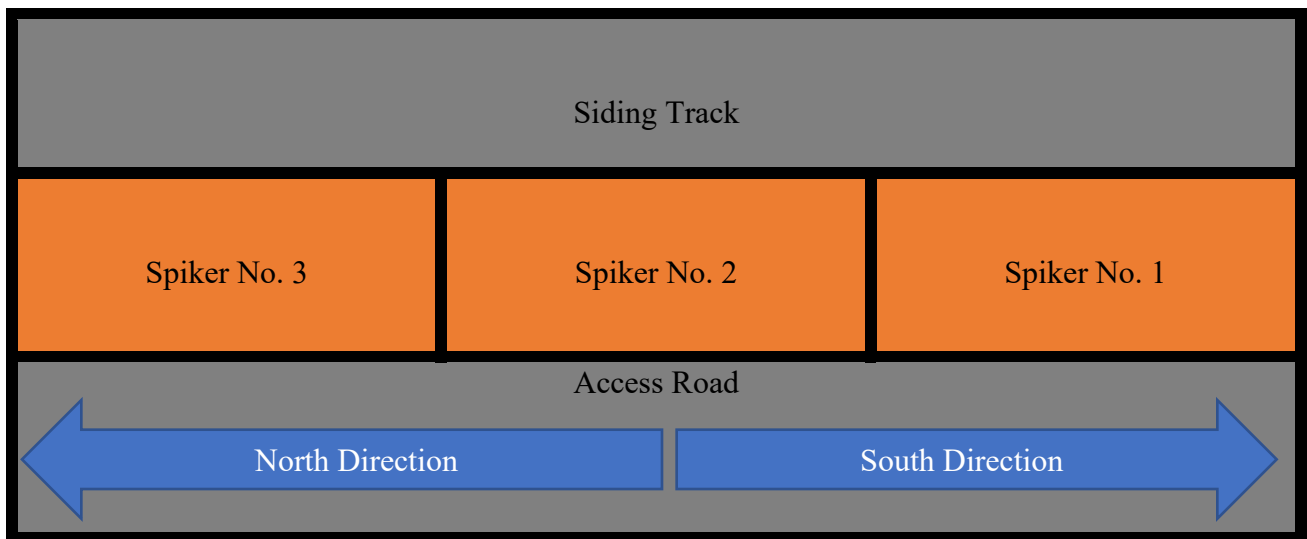 Siding Track
Spiker No. 3
Spiker No. 2
Spiker No. 1
Access Road
North Direction
South Direction